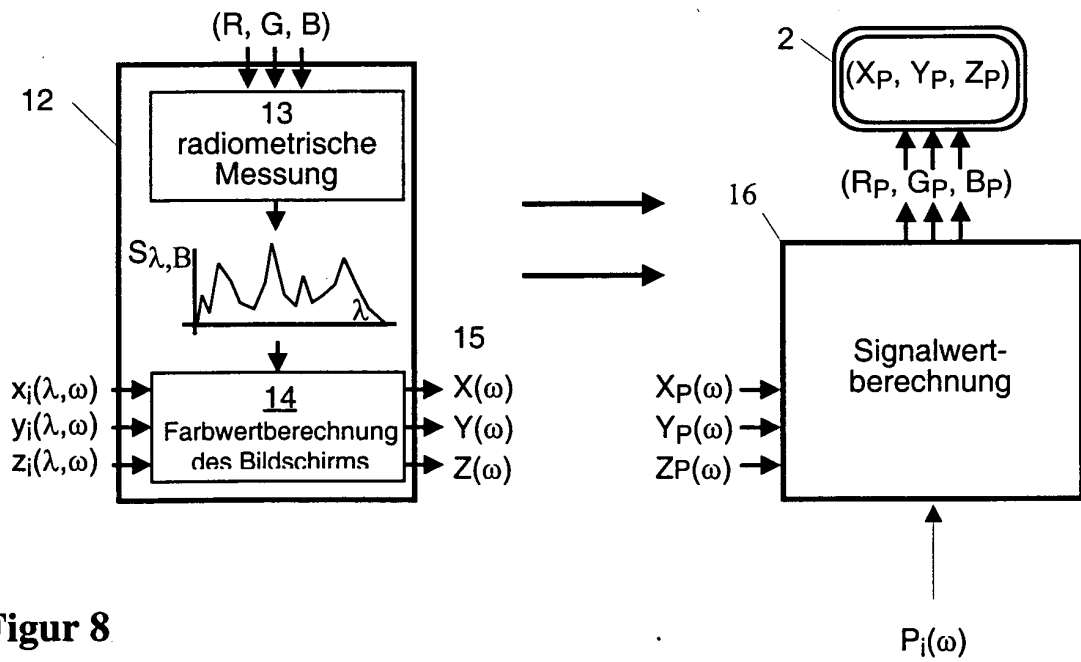 (R, G, B)
12
13
radiometrische
Messung
Sλ,B
λ
xi(λ,ω)
yi(λ,ω)
zi(λ,ω)
14
Farbwertberechnung
des Bildschirms
15
X(ω)
Y(ω)
Z(ω)
2
(XP, YP, ZP)
(RP, GP, BP)
16
Signalwert-
berechnung
XP(ω)
YP(ω)
ZP(ω)
Pi(ω)
Figur 8